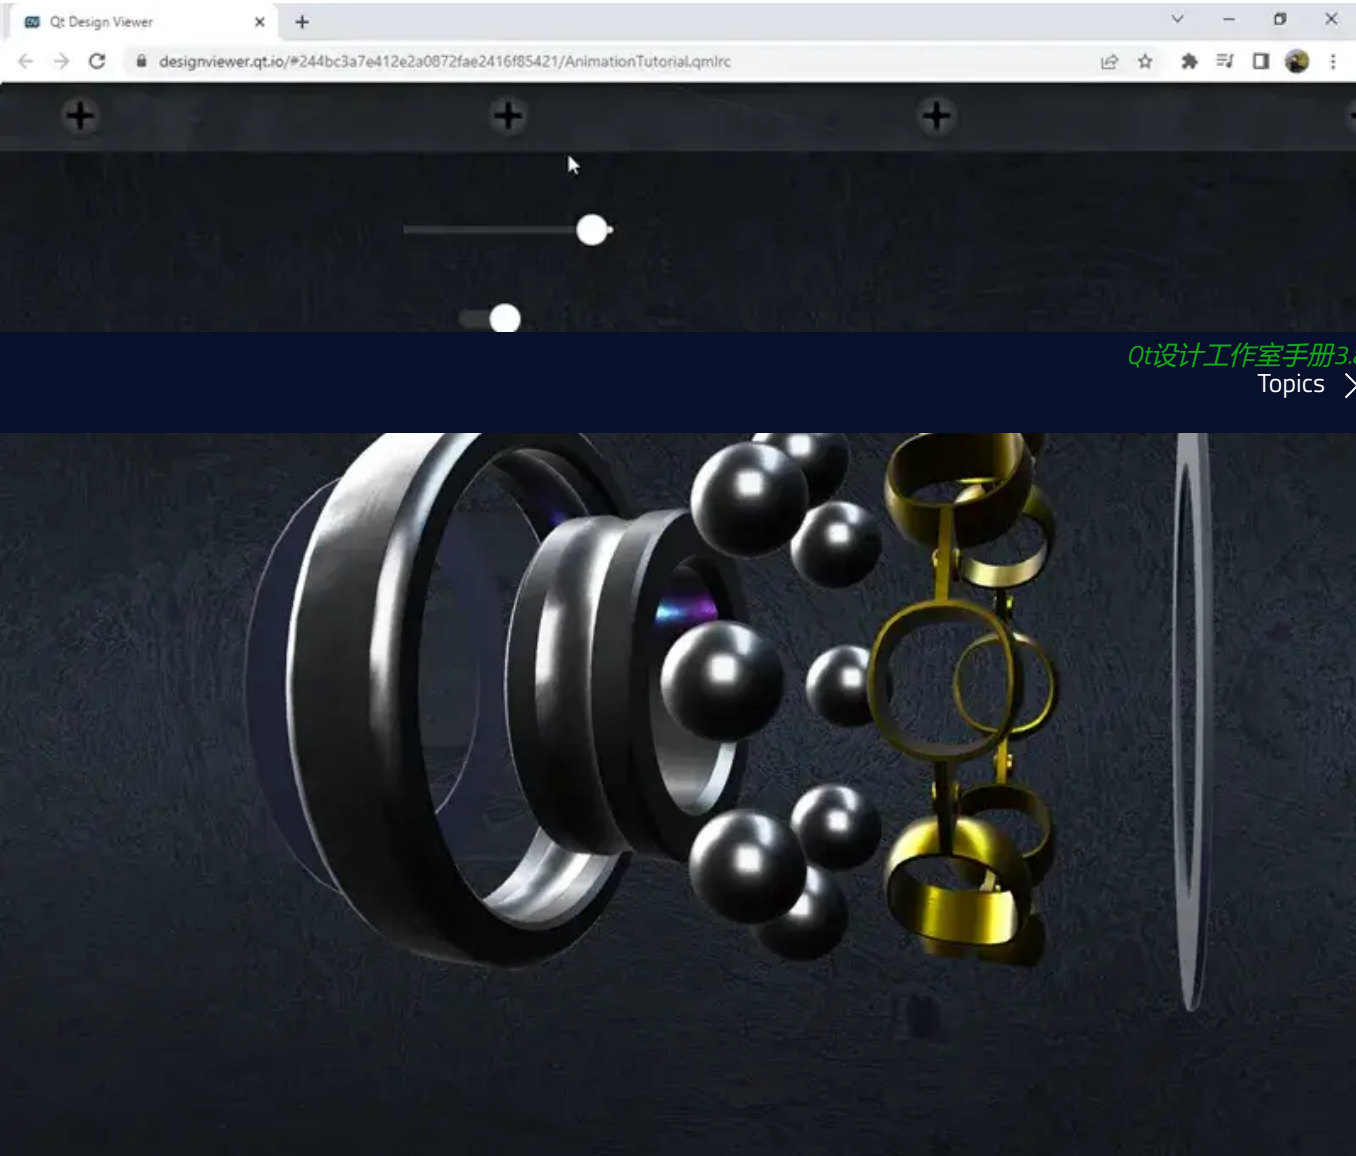 Qt Design Viewer
designviewer.qt.io/#244bc3a7e412e2a0872fae2416f85421/AnimationTutorial.qmlrc
Qt设计工作室手册3.
Topics